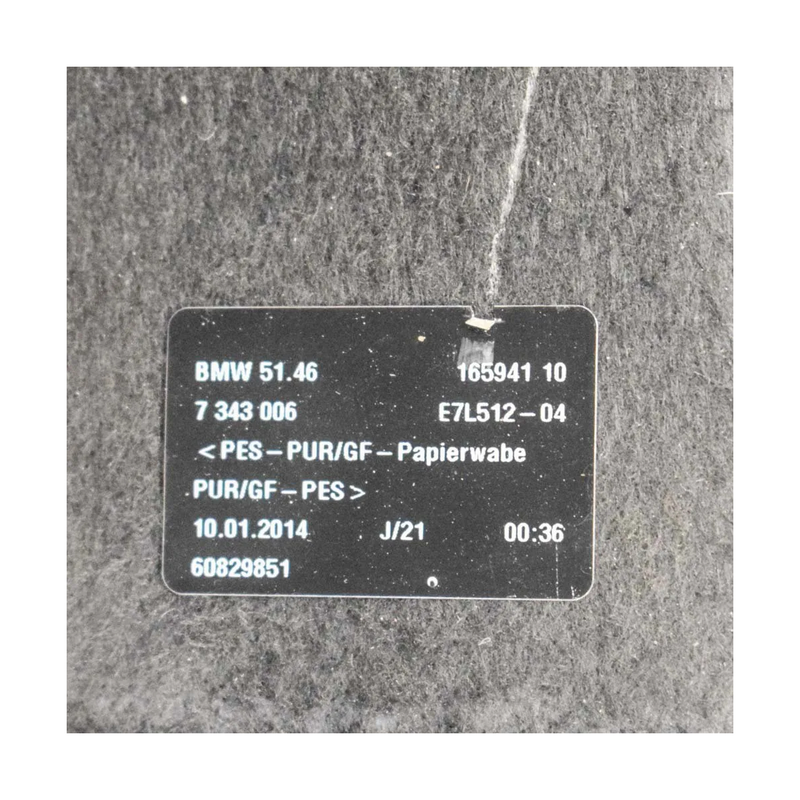 BMW 51.46 165941 10
7 343 006 E7L512-04
<PES-PUR/GF-Papierwabe
PUR/GF-PES>
10.01.2014 J/21 00:36
60829851